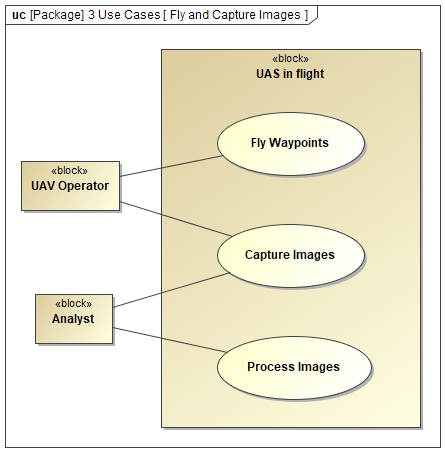 uc [Package] 3 Use Cases [ Fly and Capture Images ]
«block»
UAS in flight
Fly Waypoints
«block»
UAV Operator
Capture Images
«block»
Analyst
Process Images